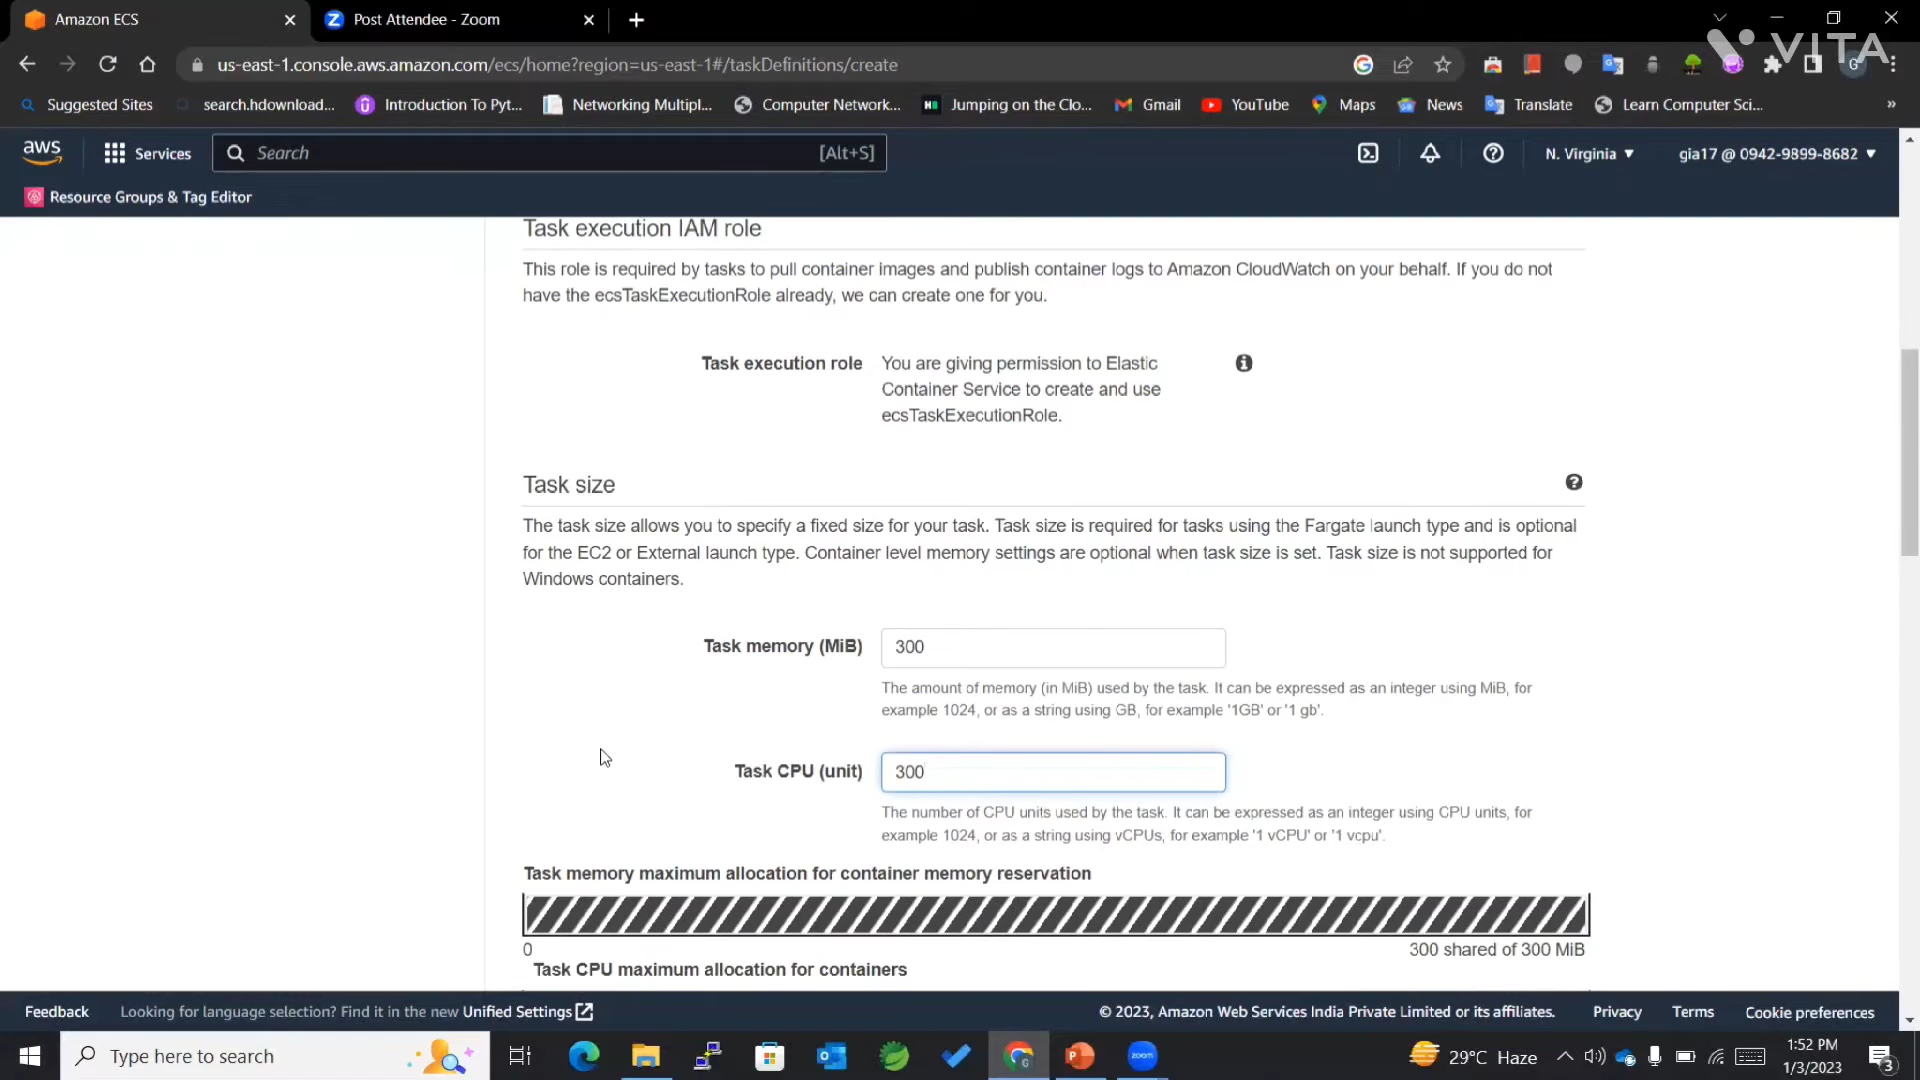 Amazon ECS
Post Attendee - Zoom
VITA
us-east-1.console.aws.amazon.com/ecs/home?region=us-east-1#/taskDefinitions/create
G
Suggested Sites
search.hdownload...
Introduction To Pyt...
Networking Multipl...
Computer Network...
Jumping on the Clo...
Gmail
YouTube
Maps
News
Translate
Learn Computer Sci...
»
aws
Services
Search
[Alt+S]
N. Virginia
gia17 @ 0942-9899-8682
Resource Groups & Tag Editor
Task execution IAM role
This role is required by tasks to pull container images and publish container logs to Amazon CloudWatch on your behalf. If you do not
have the ecsTaskExecutionRole already, we can create one for you.
Task execution role
You are giving permission to Elastic
Container Service to create and use
ecsTaskExecutionRole.
Task size
The task size allows you to specify a fixed size for your task. Task size is required for tasks using the Fargate launch type and is optional
for the EC2 or External launch type. Container level memory settings are optional when task size is set. Task size is not supported for
Windows containers.
Task memory (MiB)
300
The amount of memory (in MiB) used by the task. It can be expressed as an integer using MiB, for
example 1024, or as a string using GB, for example '1GB' or '1 gb'.
Task CPU (unit)
300
The number of CPU units used by the task. It can be expressed as an integer using CPU units, for
example 1024, or as a string using vCPUs, for example '1 vCPU' or '1 vcpu'.
Task memory maximum allocation for container memory reservation
0
300 shared of 300 MiB
Task CPU maximum allocation for containers
Feedback
Looking for language selection? Find it in the new Unified Settings
© 2023, Amazon Web Services India Private Limited or its affiliates.
Privacy
Terms
Cookie preferences
Type here to search
zoom
29°C Haze
1:52 PM
1/3/2023
3